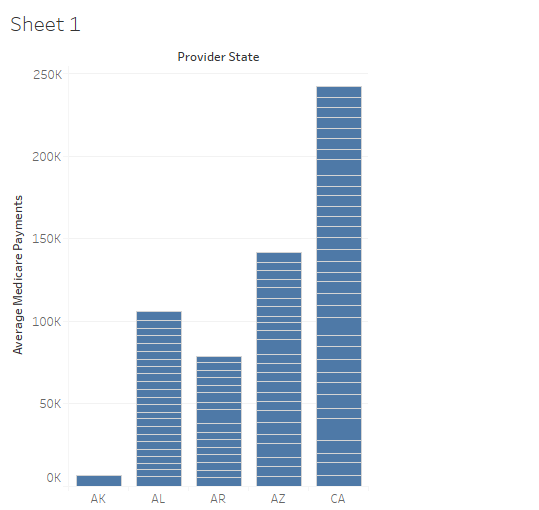 Sheet 1
Provider State
250K
200K
150K
100K
50K
0K
Average Medicare Payments
AK AL AR AZ CA